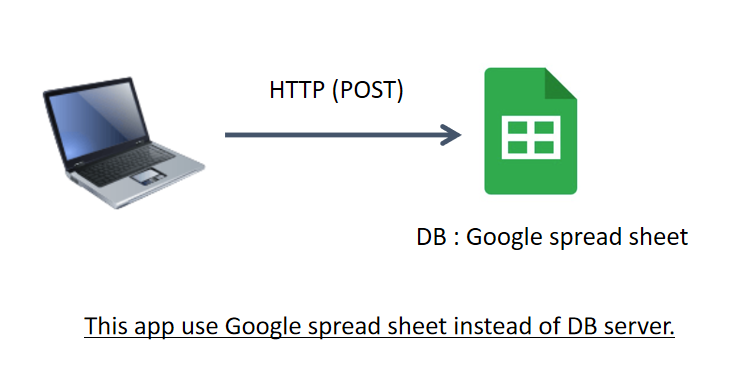 HTTP (POST)
DB : Google spread sheet
This app use Google spread sheet instead of DB server.